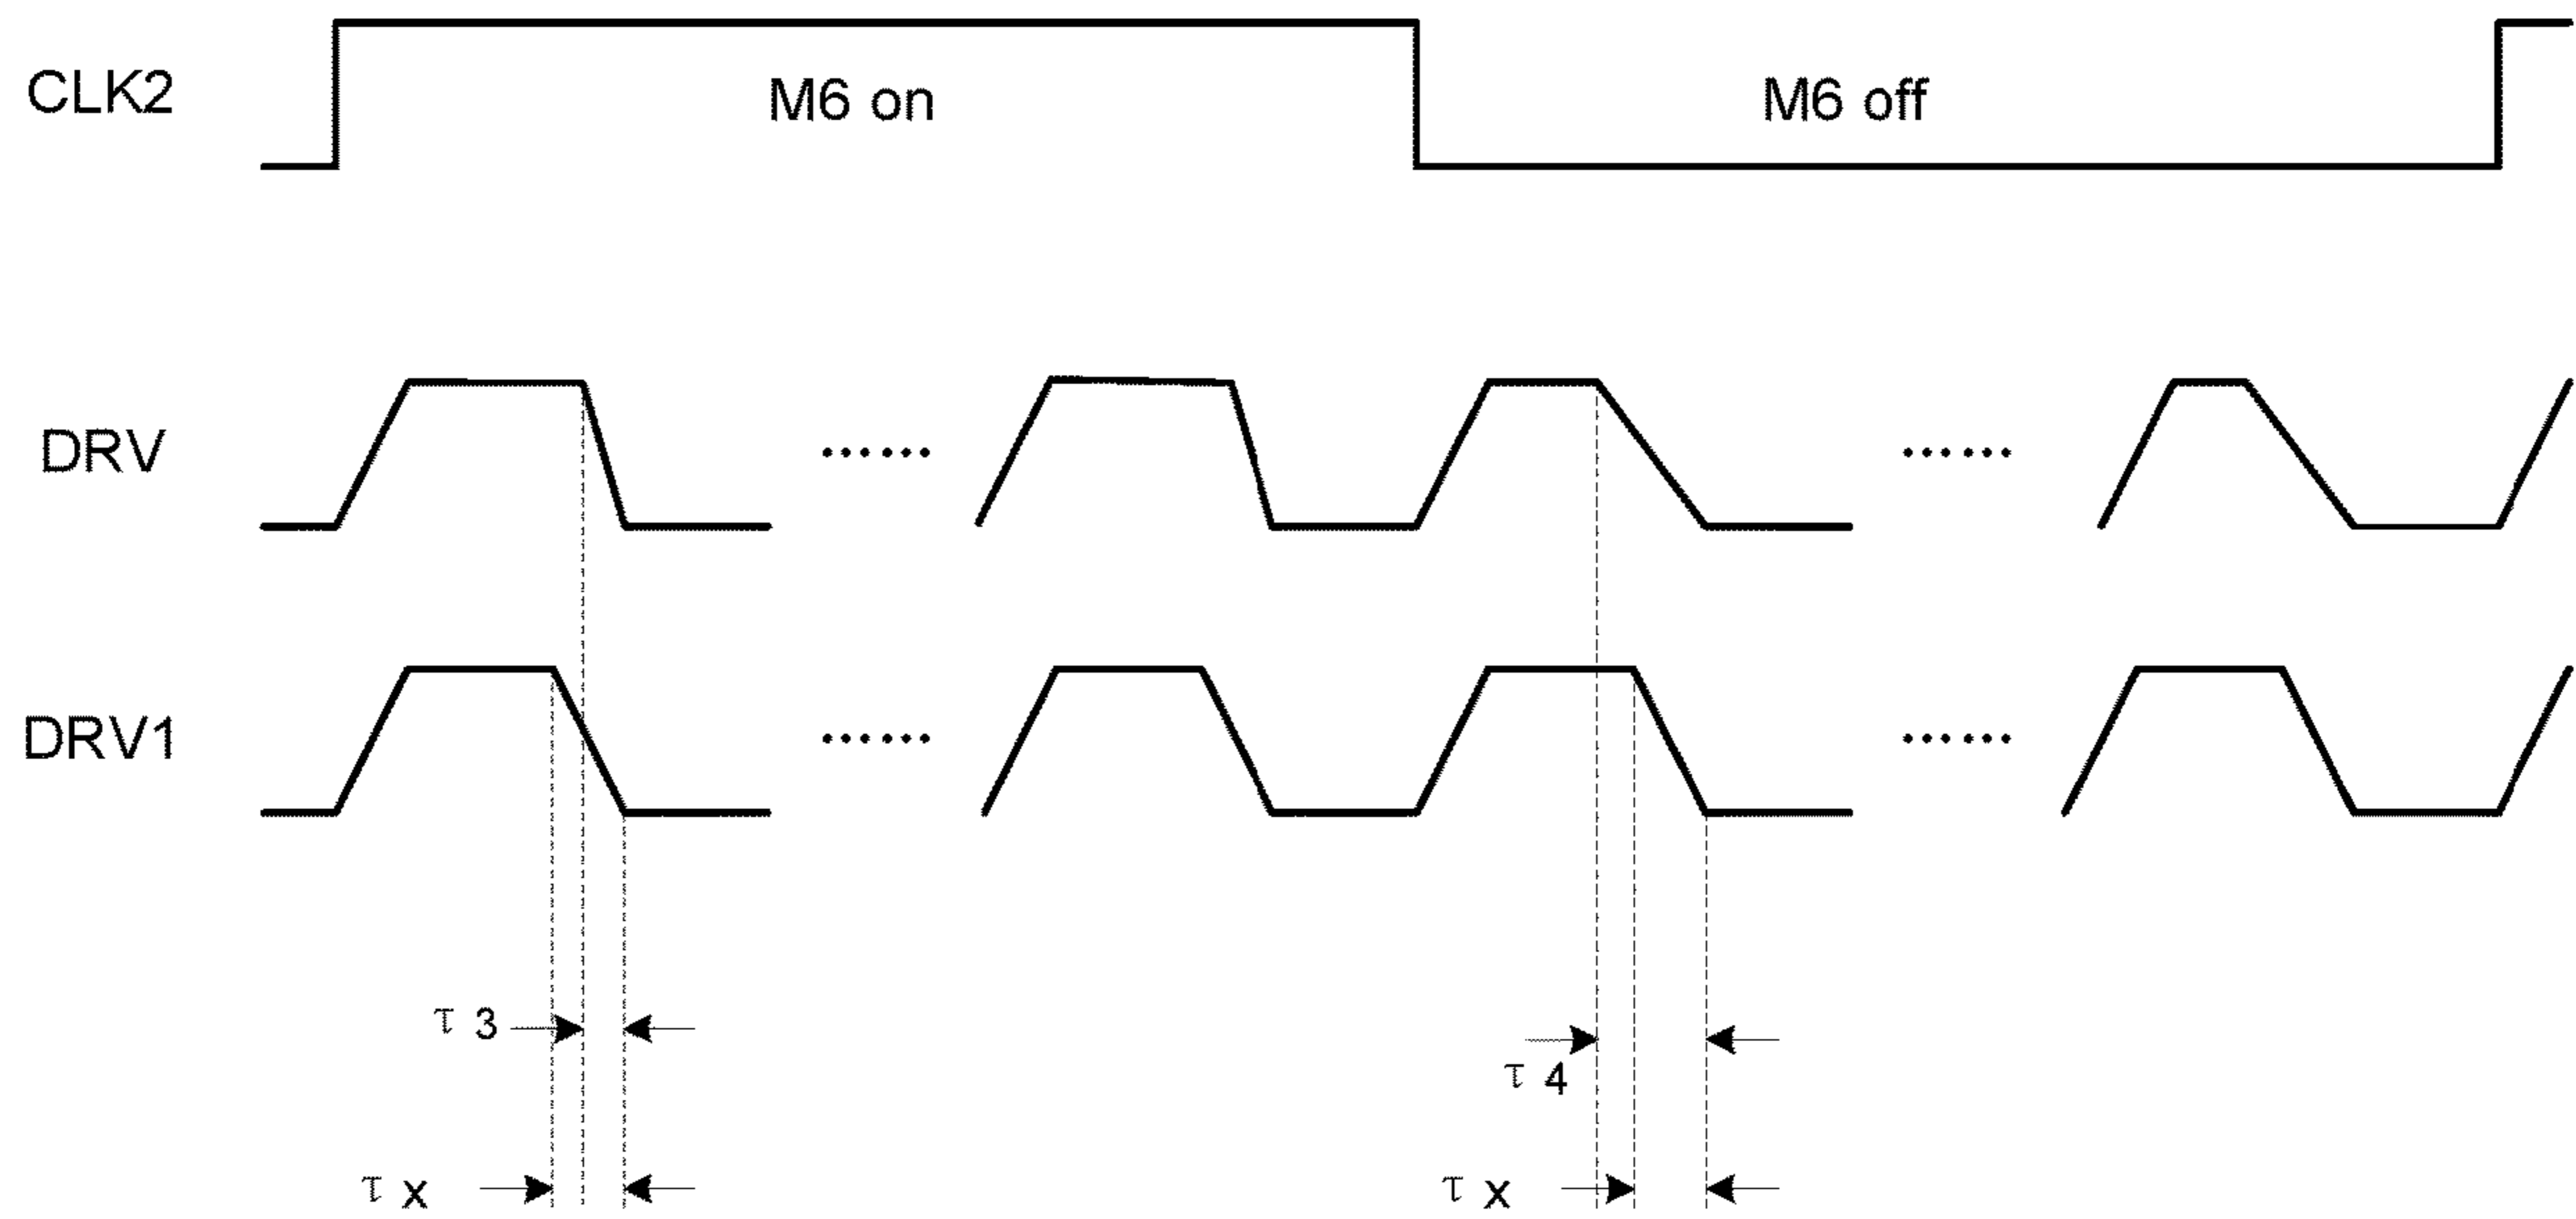 CLK2
M6 on
M6 off
DRV
......
......
DRV1
......
......
τ 3
τ 4
τ x
τ x